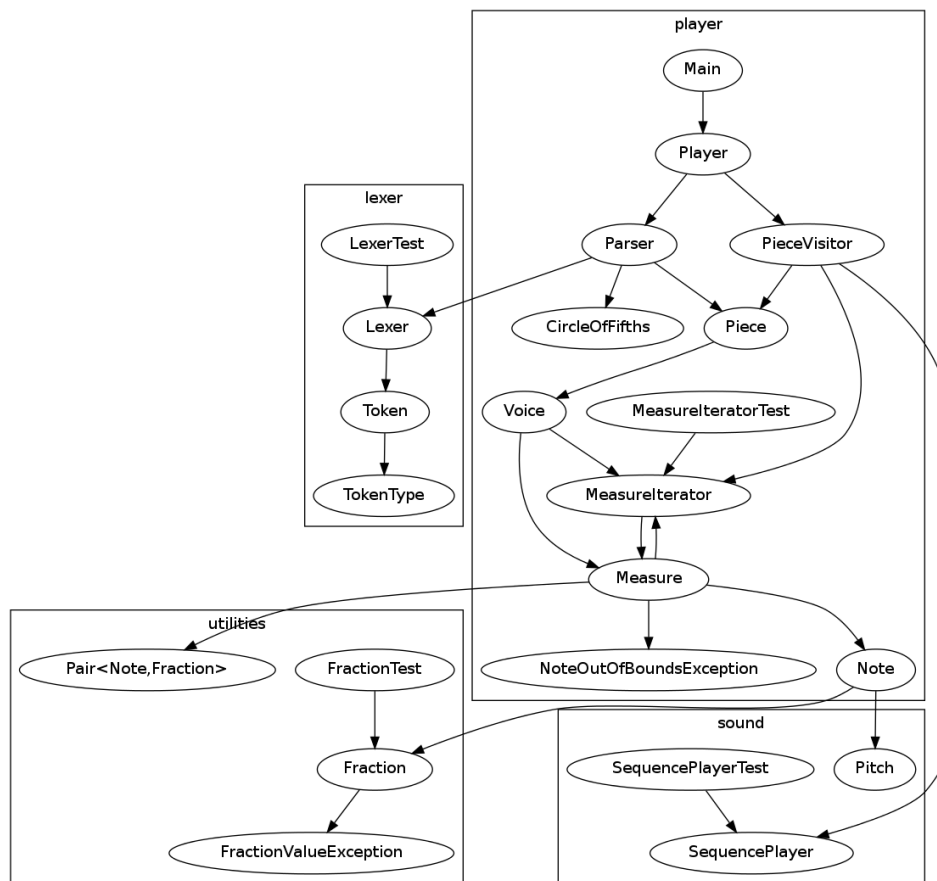 player
Main
Player
lexer
LexerTest
Parser
PieceVisitor
Lexer
CircleOfFifths
Piece
Token
Voice
MeasureIteratorTest
TokenType
MeasureIterator
Measure
utilities
Pair<Note,Fraction>
FractionTest
NoteOutOfBoundsException
Note
sound
Fraction
SequencePlayerTest
Pitch
FractionValueException
SequencePlayer